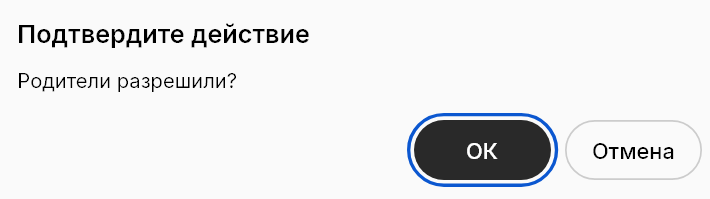 Подтвердите действие
Родители разрешили?
ОК
Отмена